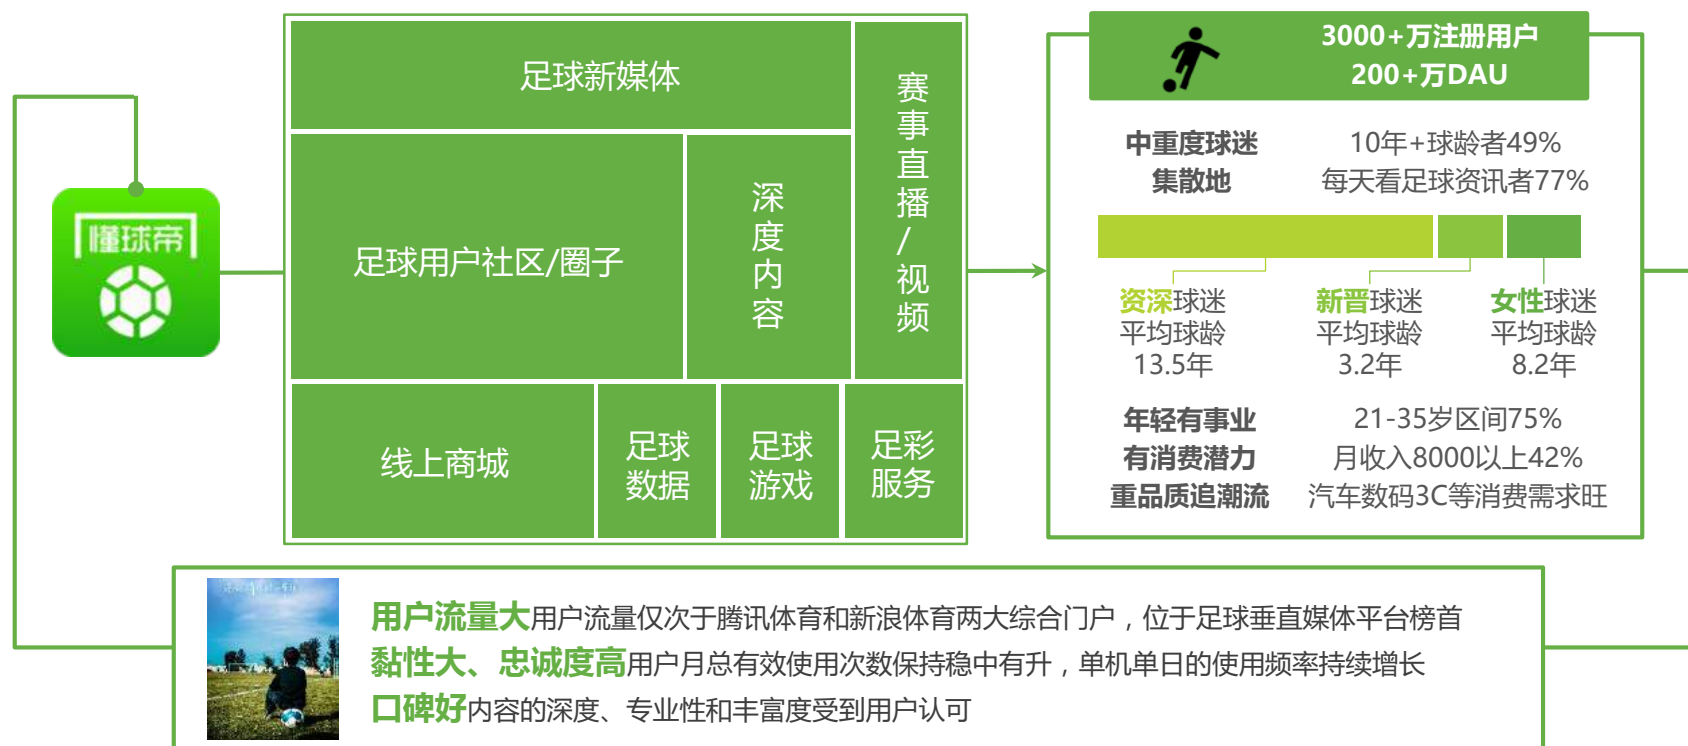 懂球帝
足球新媒体
赛事直播/视频
足球用户社区/圈子
深度内容
线上商城
足球
数据
足球
游戏
足彩
服务
3000+万注册用户
200+万DAU
中重度球迷
集散地
10年+球龄者49%
每天看足球资讯者77%
资深球迷
平均球龄
13.5年
新晋球迷
平均球龄
3.2年
女性球迷
平均球龄
8.2年
年轻有事业
21-35岁区间75%
有消费潜力
月收入8000以上42%
重品质追潮流
汽车数码3C等消费需求旺
用户流量大用户流量仅次于腾讯体育和新浪体育两大综合门户，位于足球垂直媒体平台榜首
黏性大、忠诚度高用户月总有效使用次数保持稳中有升，单机单日的使用频率持续增长
口碑好内容的深度、专业性和丰富度受到用户认可